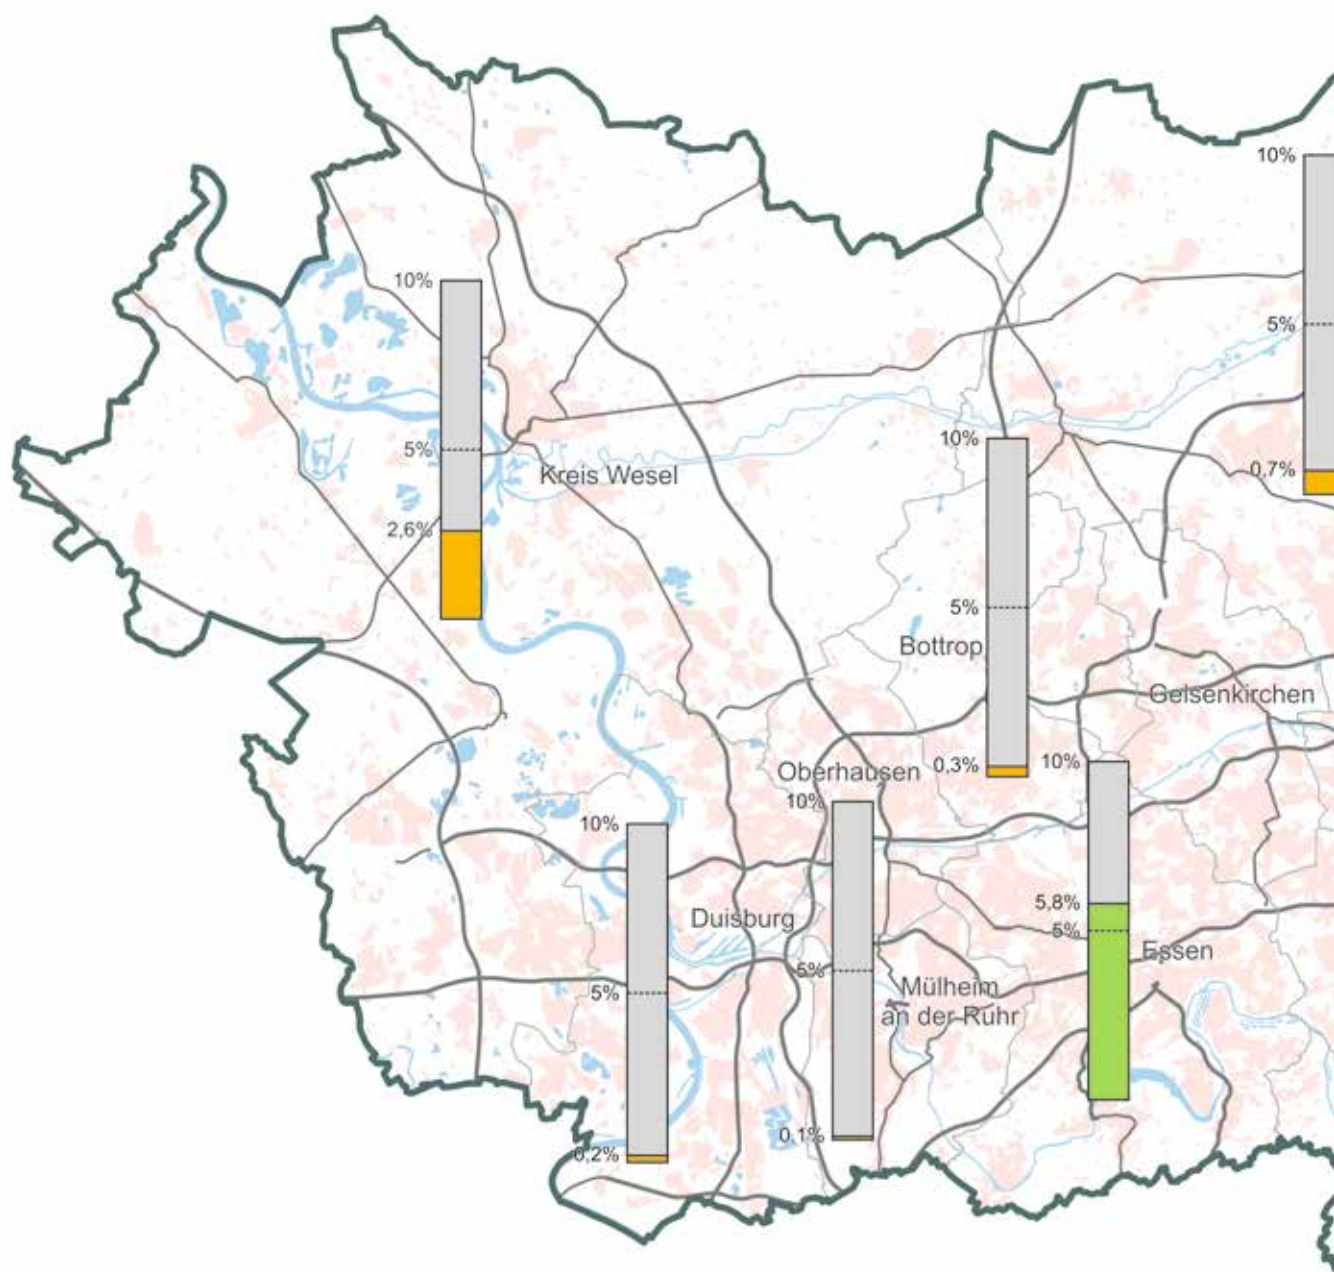 10%
5%
0,7%
10%
5%
2,6%
Kreis Wesel
10%
5%
0,3%
Bottrop
Gelsenkirchen
Oberhausen
10%
5%
0,1%
10%
5,8%
5%
Essen
10%
5%
0,2%
Duisburg
Mülheim
an der Ruhr